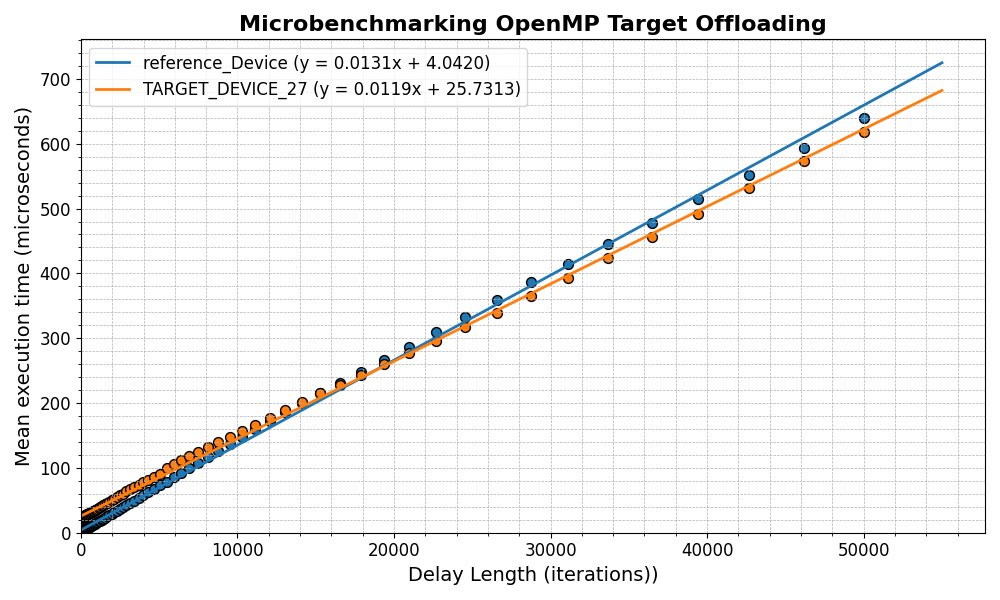 Microbenchmarking OpenMP Target Offloading
reference_Device (y = 0.0131x + 4.0420)
TARGET_DEVICE_27 (y = 0.0119x + 25.7313)
Mean execution time (microseconds)
700
600
500
400
300
200
100
0
0 10000 20000 30000 40000 50000
Delay Length (iterations))